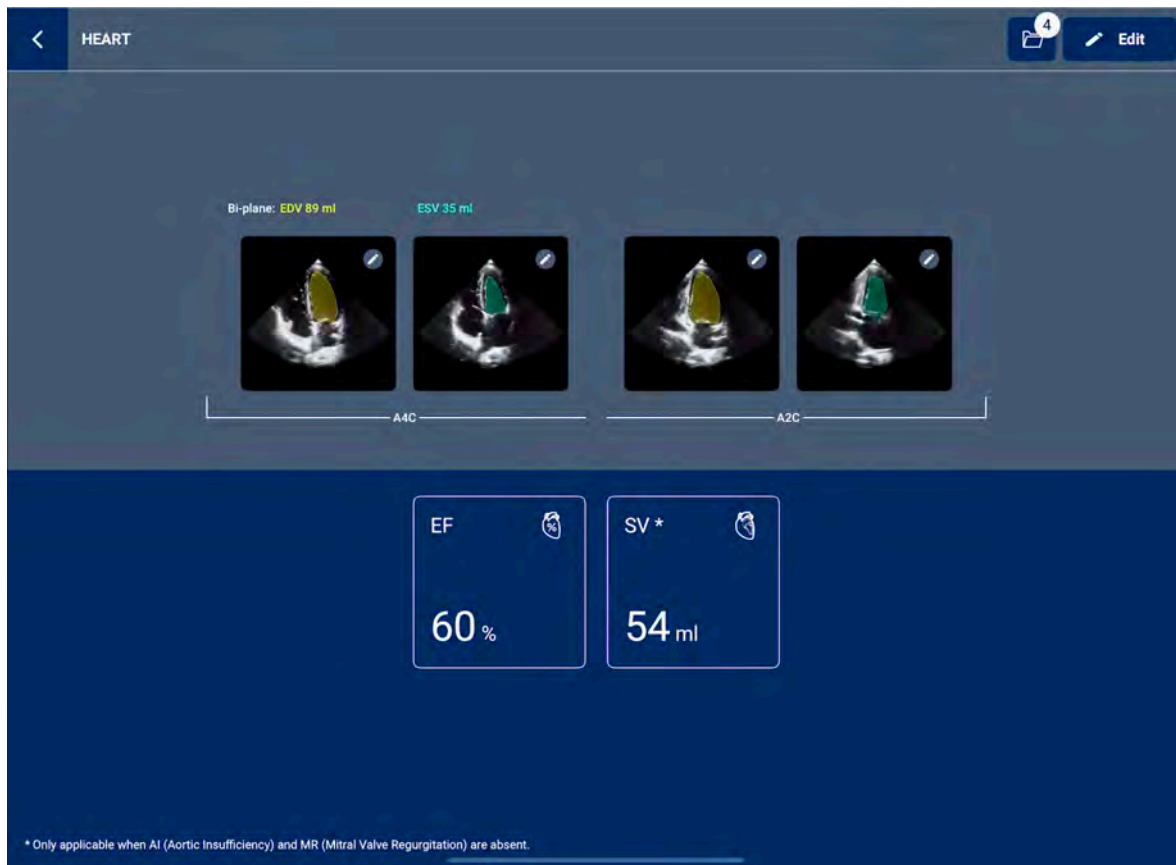 HEART
4
Edit
Bi-plane: EDV 89 ml ESV 35 ml
A4C
A2C
EF
%
60 %
SV *
54 ml
* Only applicable when AI (Aortic Insufficiency) and MR (Mitral Valve Regurgitation) are absent.